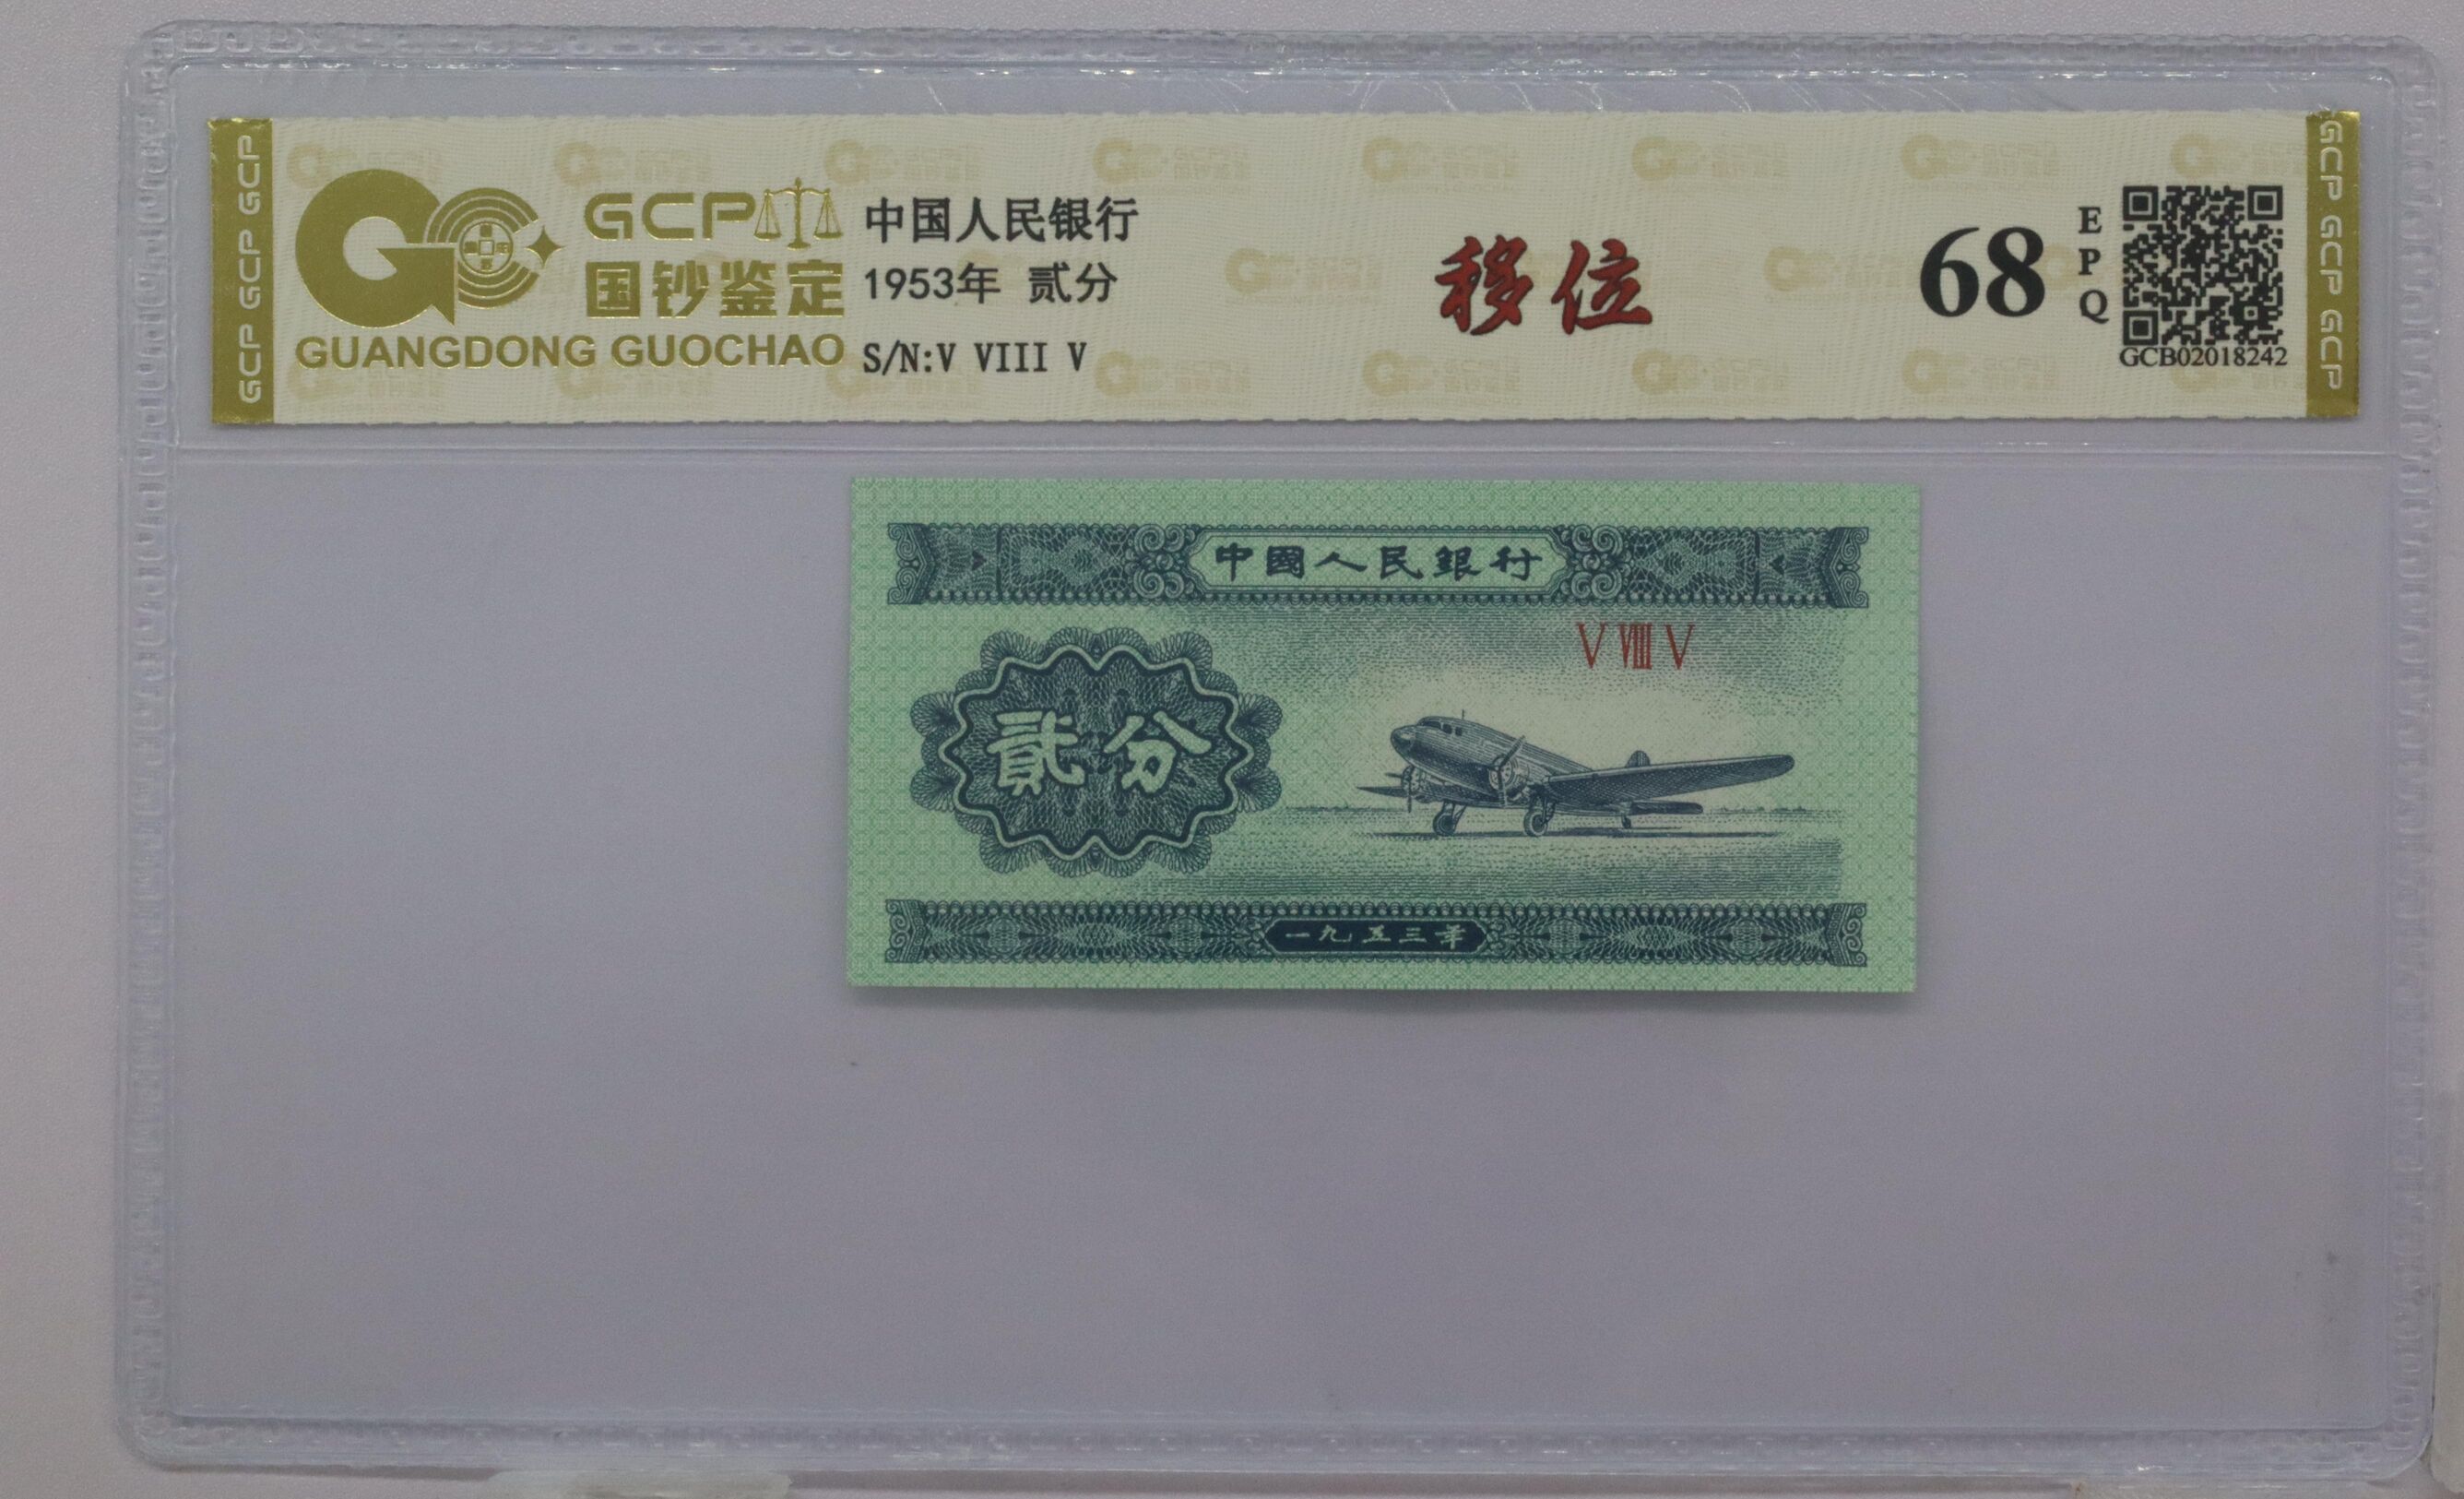 GCP GCP GCP
GCP
国钞鉴定
GUANGDONG GUOCHAO
中国人民银行
1953年 贰分
S/N:V VIII V
移位
68
EPQ
GCB02018242
GCP GCP GCP
中國人民銀行
V VIII V
貳分
一九五三年